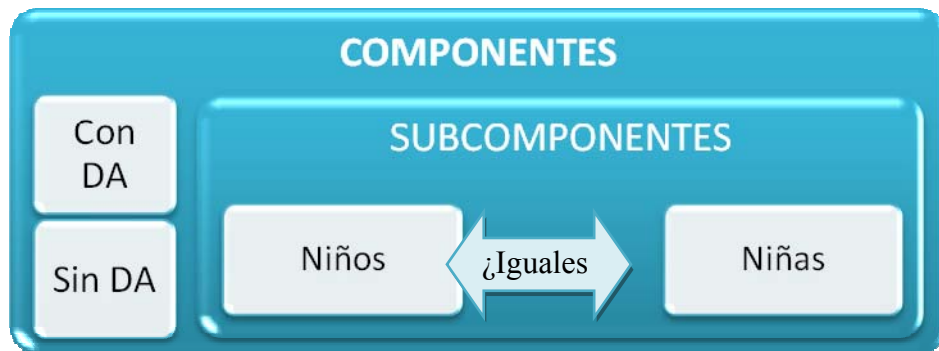 COMPONENTES
Con
DA
Sin DA
SUBCOMPONENTES
Niños
¿Iguales
Niñas